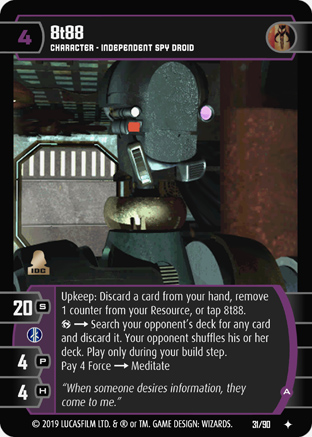 4
8t88
CHARACTER - INDEPENDENT SPY DROID
IDC
20 S
4 P
4 H
Upkeep: Discard a card from your hand, remove
1 counter from your Resource, or tap 8t88.
Search your opponent's deck for any card
and discard it. Your opponent shuffles his or her
deck. Play only during your build step.
Pay 4 Force → Meditate
"When someone desires information, they
come to me."
A
© 2019 LUCASFILM LTD. & ® or TM. GAME DESIGN: WIZARDS.
31/90